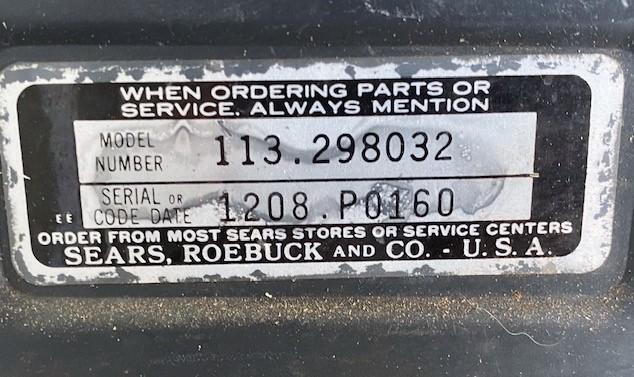 WHEN ORDERING PARTS OR
SERVICE, ALWAYS MENTION
MODEL
NUMBER
113.298032
SERIAL OR
CODE DATE
1208.P0160
EE
ORDER FROM MOST SEARS STORES OR SERVICE CENTERS
SEARS, ROEBUCK AND CO. - U. S. A.